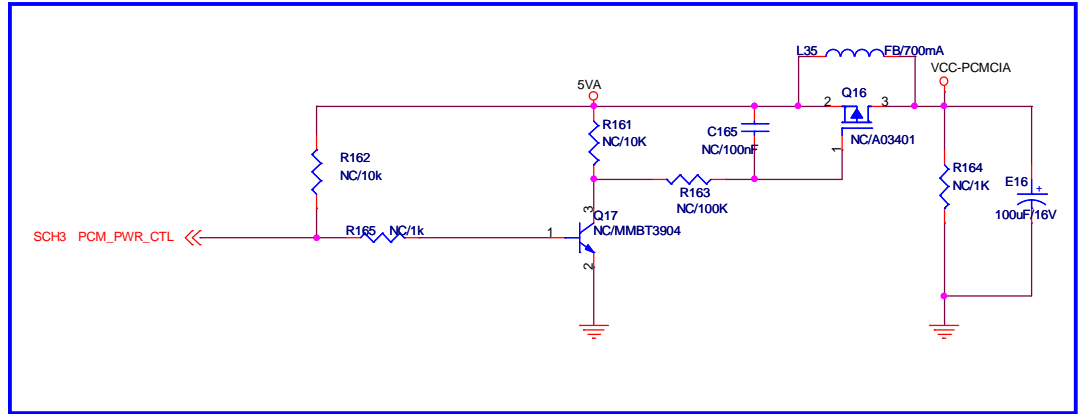 L35 FB/700mA
VCC-PCMCIA
5VA
Q16
2 3
R161
NC/10K
C165
NC/100nF
1
NC/A03401
R162
NC/10k
R163
NC/100K
R164
NC/1K
E16
+
100uF/16V
3
Q17
NC/MMBT3904
SCH3 PCM_PWR_CTL
R165 NC/1k
1
2